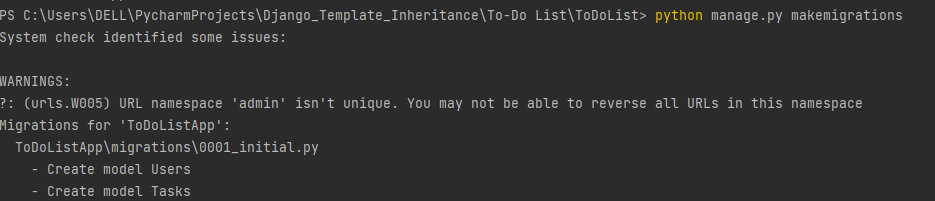 PS C:\Users\DELL\PycharmProjects\Django_Template_Inheritance\To-Do List\ToDoList> python manage.py makemigrations
System check identified some issues:
WARNINGS:
?: (urls.W005) URL namespace 'admin' isn't unique. You may not be able to reverse all URLs in this namespace
Migrations for 'ToDoListApp':
  ToDoListApp\migrations\0001_initial.py
    - Create model Users
    - Create model Tasks